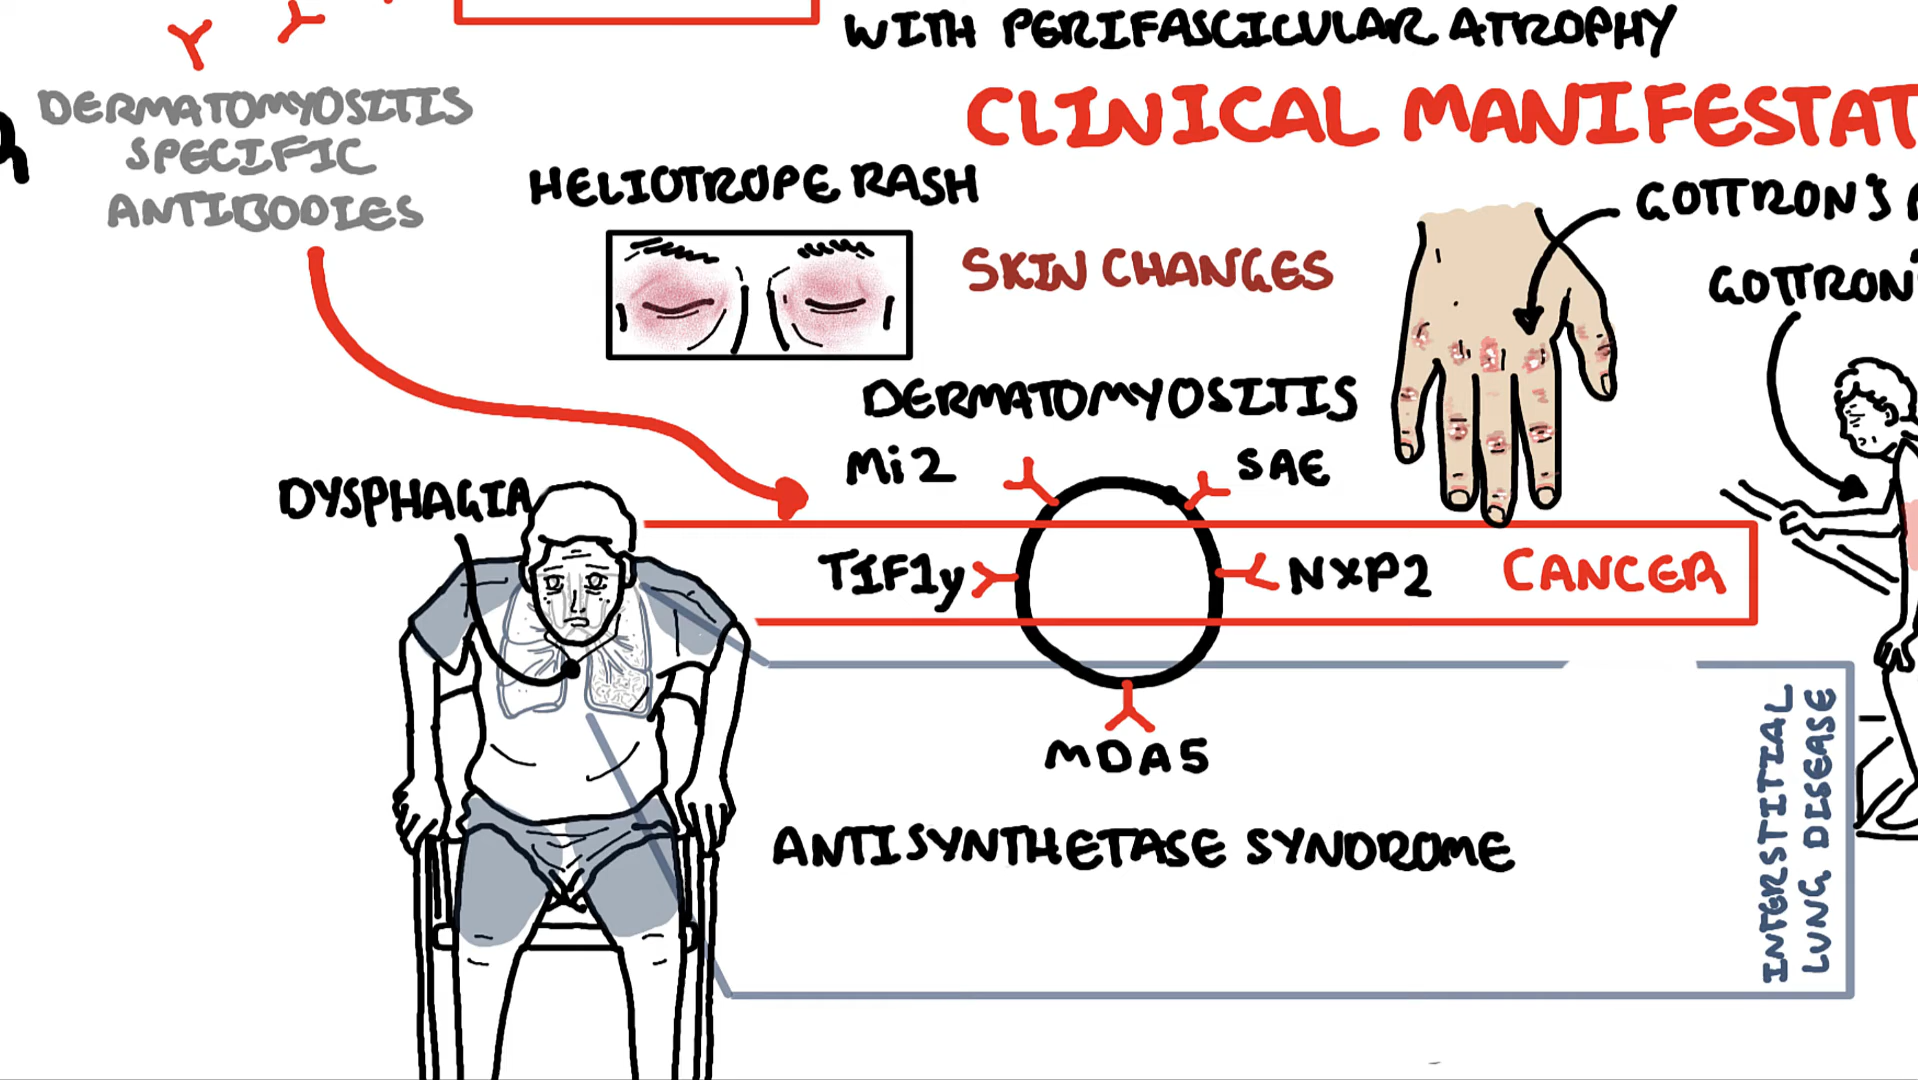 WITH PERIFASCICULAR ATROPHY
CLINICAL MANIFESTAT
DERMATOMYOSITIS
SPECIFIC
ANTIBODIES
HELIOTROPE RASH
GOTTRON'S
SKIN CHANGES
GOTTRON'
DERMATOMYOSITIS
Mi2
SAE
DYSPHAGIA
TIF1γ
NXP2
CANCER
MDA5
ANTISYNTHETASE SYNDROME
INTERSTITIAL
LUNG DISEASE